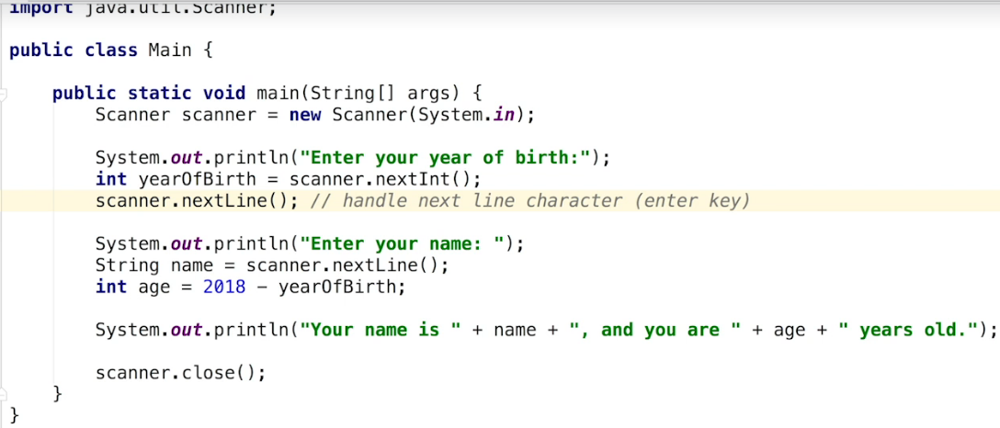 import java.util.Scanner;
public class Main {
public static void main(String[] args) {
Scanner scanner = new Scanner(System.in);
System.out.println("Enter your year of birth:");
int yearOfBirth = scanner.nextInt();
scanner.nextLine(); // handle next line character (enter key)
System.out.println("Enter your name: ");
String name = scanner.nextLine();
int age = 2018 - yearOfBirth;
System.out.println("Your name is " + name + ", and you are " + age + " years old.");
scanner.close();
}
}